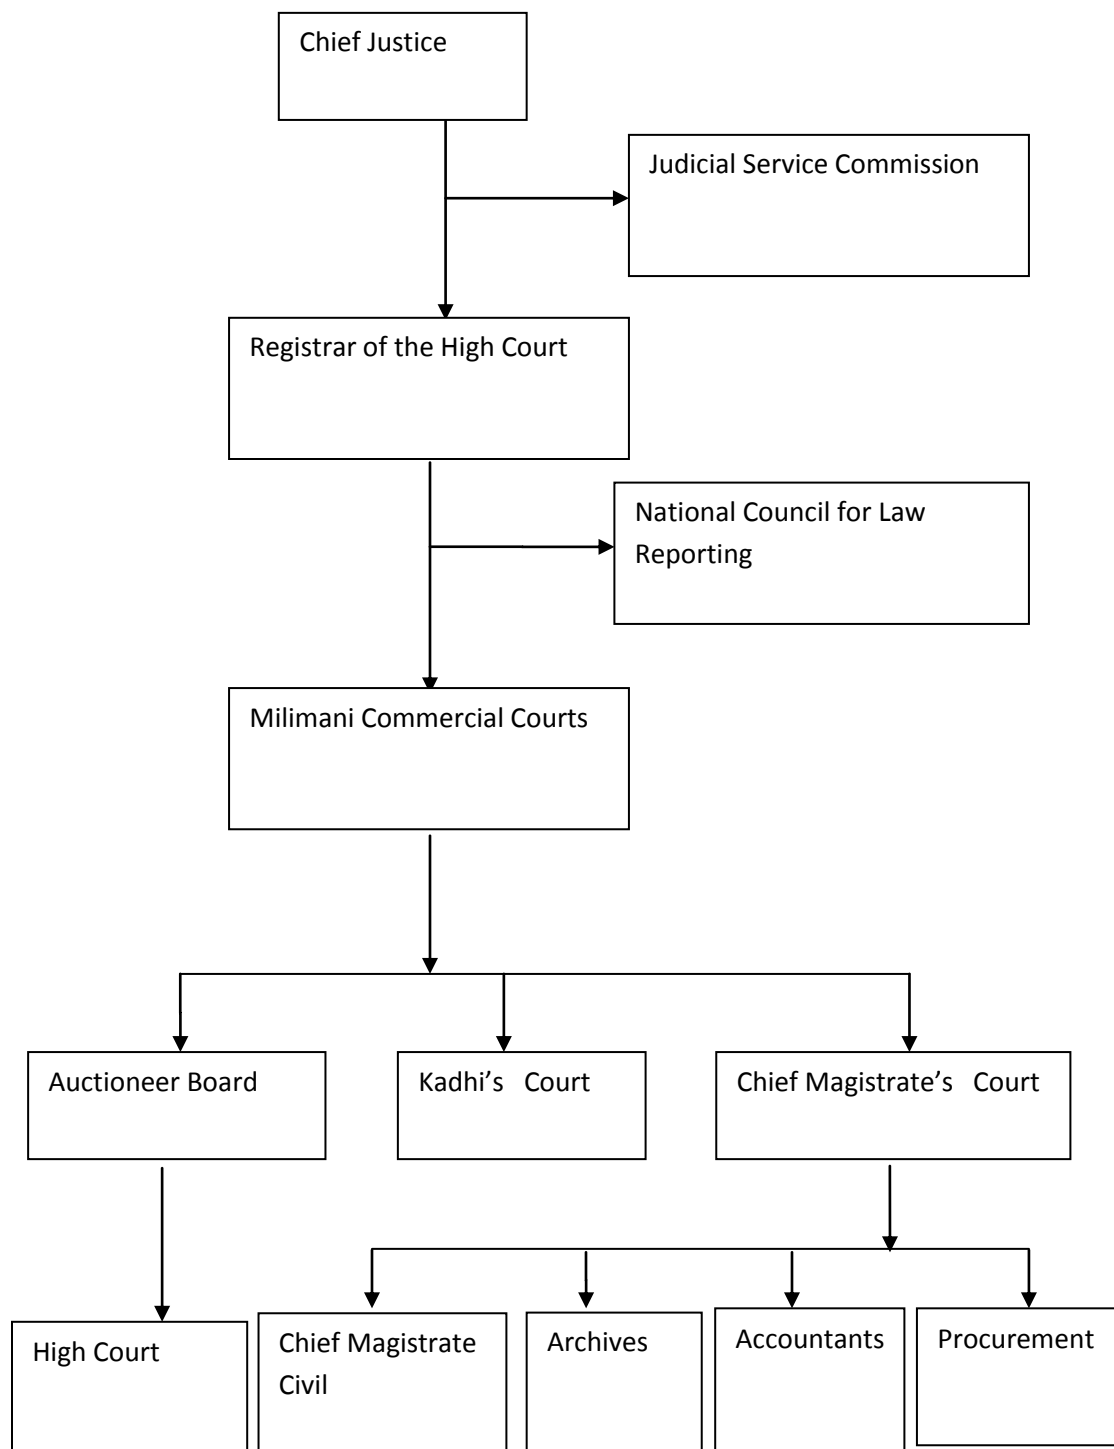 Chief Justice
Judicial Service Commission
Registrar of the High Court
National Council for Law
Reporting
Milimani Commercial Courts
Auctioneer Board
Kadhi’s Court
Chief Magistrate’s Court
High Court
Chief Magistrate
Civil
Archives
Accountants
Procurement